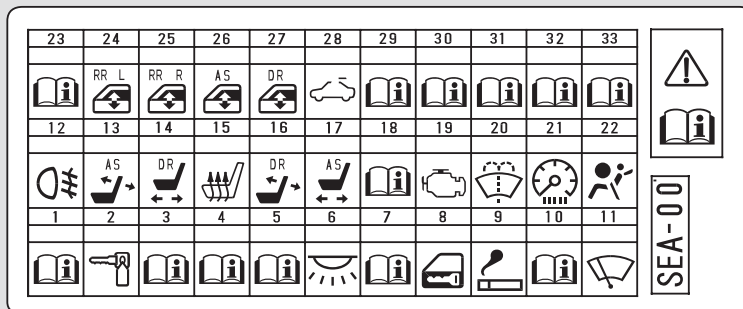 23 24 25 26 27 28 29 30 31 32 33
RR L RR R AS DR
12 13 14 15 16 17 18 19 20 21 22
AS DR DR AS
1 2 3 4 5 6 7 8 9 10 11
SEA-00